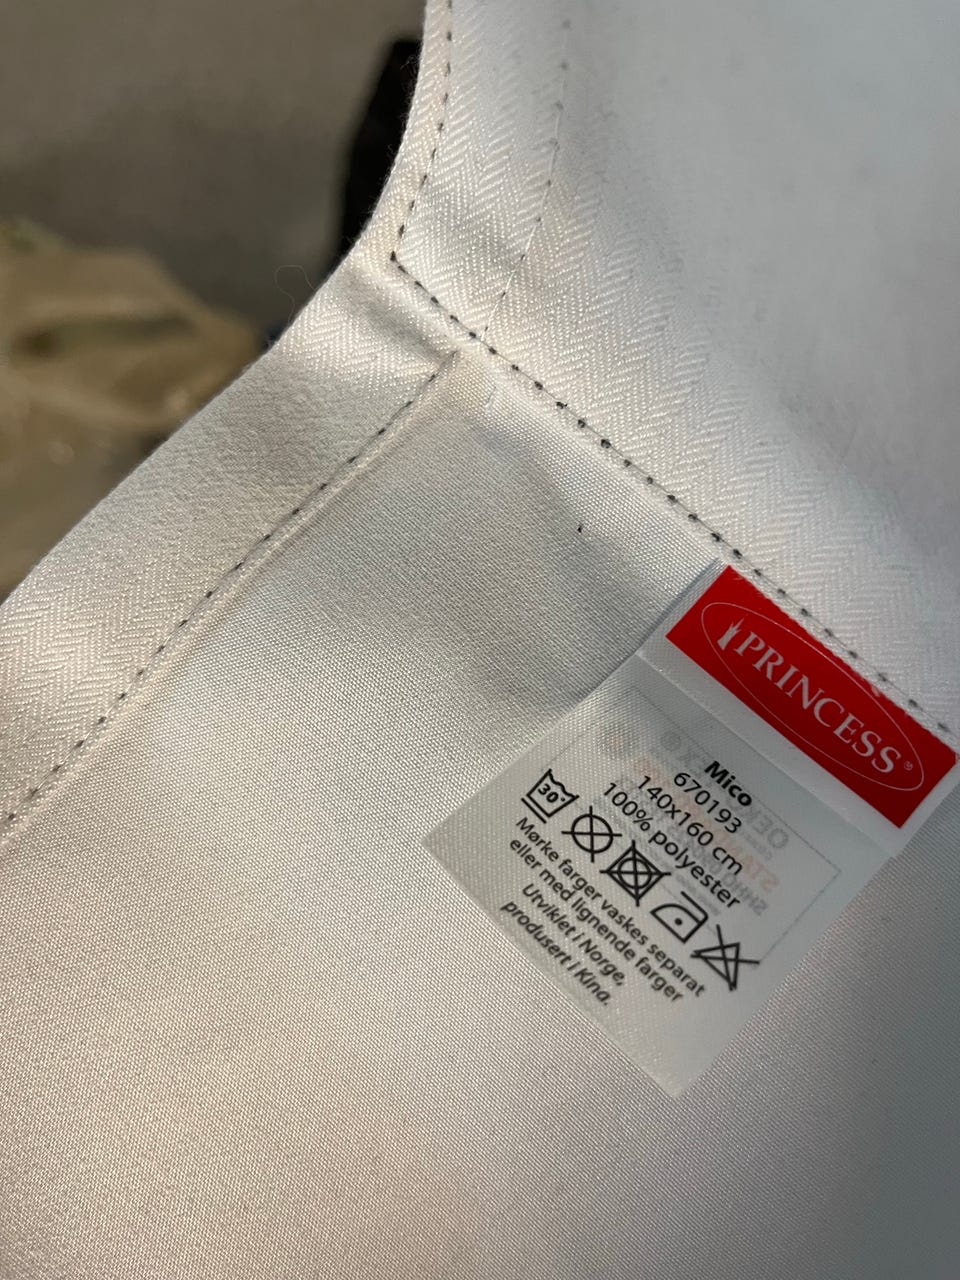 PRINCESS®
Mico
670193
140x160 cm
100% polyester
30°
Mørke farger vaskes separat
eller med lignende farger
Utviklet i Norge,
produsert i Kina.